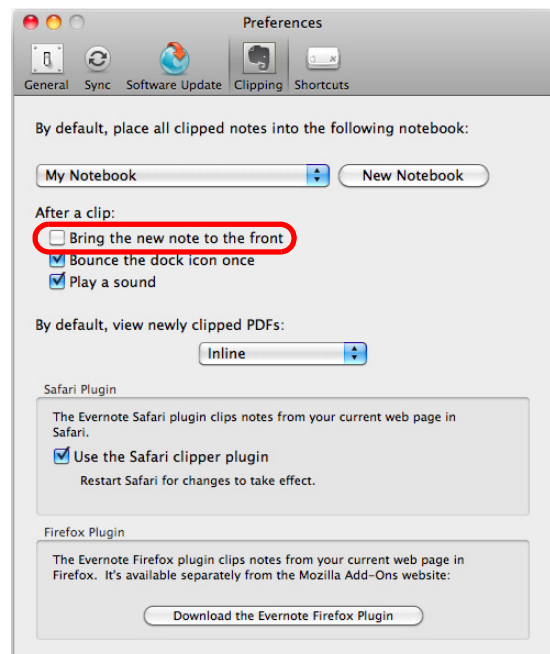 Preferences
General Sync Software Update Clipping Shortcuts
By default, place all clipped notes into the following notebook:
My Notebook New Notebook
After a clip:
Bring the new note to the front
Bounce the dock icon once
Play a sound
By default, view newly clipped PDFs:
Inline
Safari Plugin
The Evernote Safari plugin clips notes from your current web page in
Safari.
Use the Safari clipper plugin
Restart Safari for changes to take effect.
Firefox Plugin
The Evernote Firefox plugin clips notes from your current web page in
Firefox. It's available separately from the Mozilla Add-Ons website:
Download the Evernote Firefox Plugin